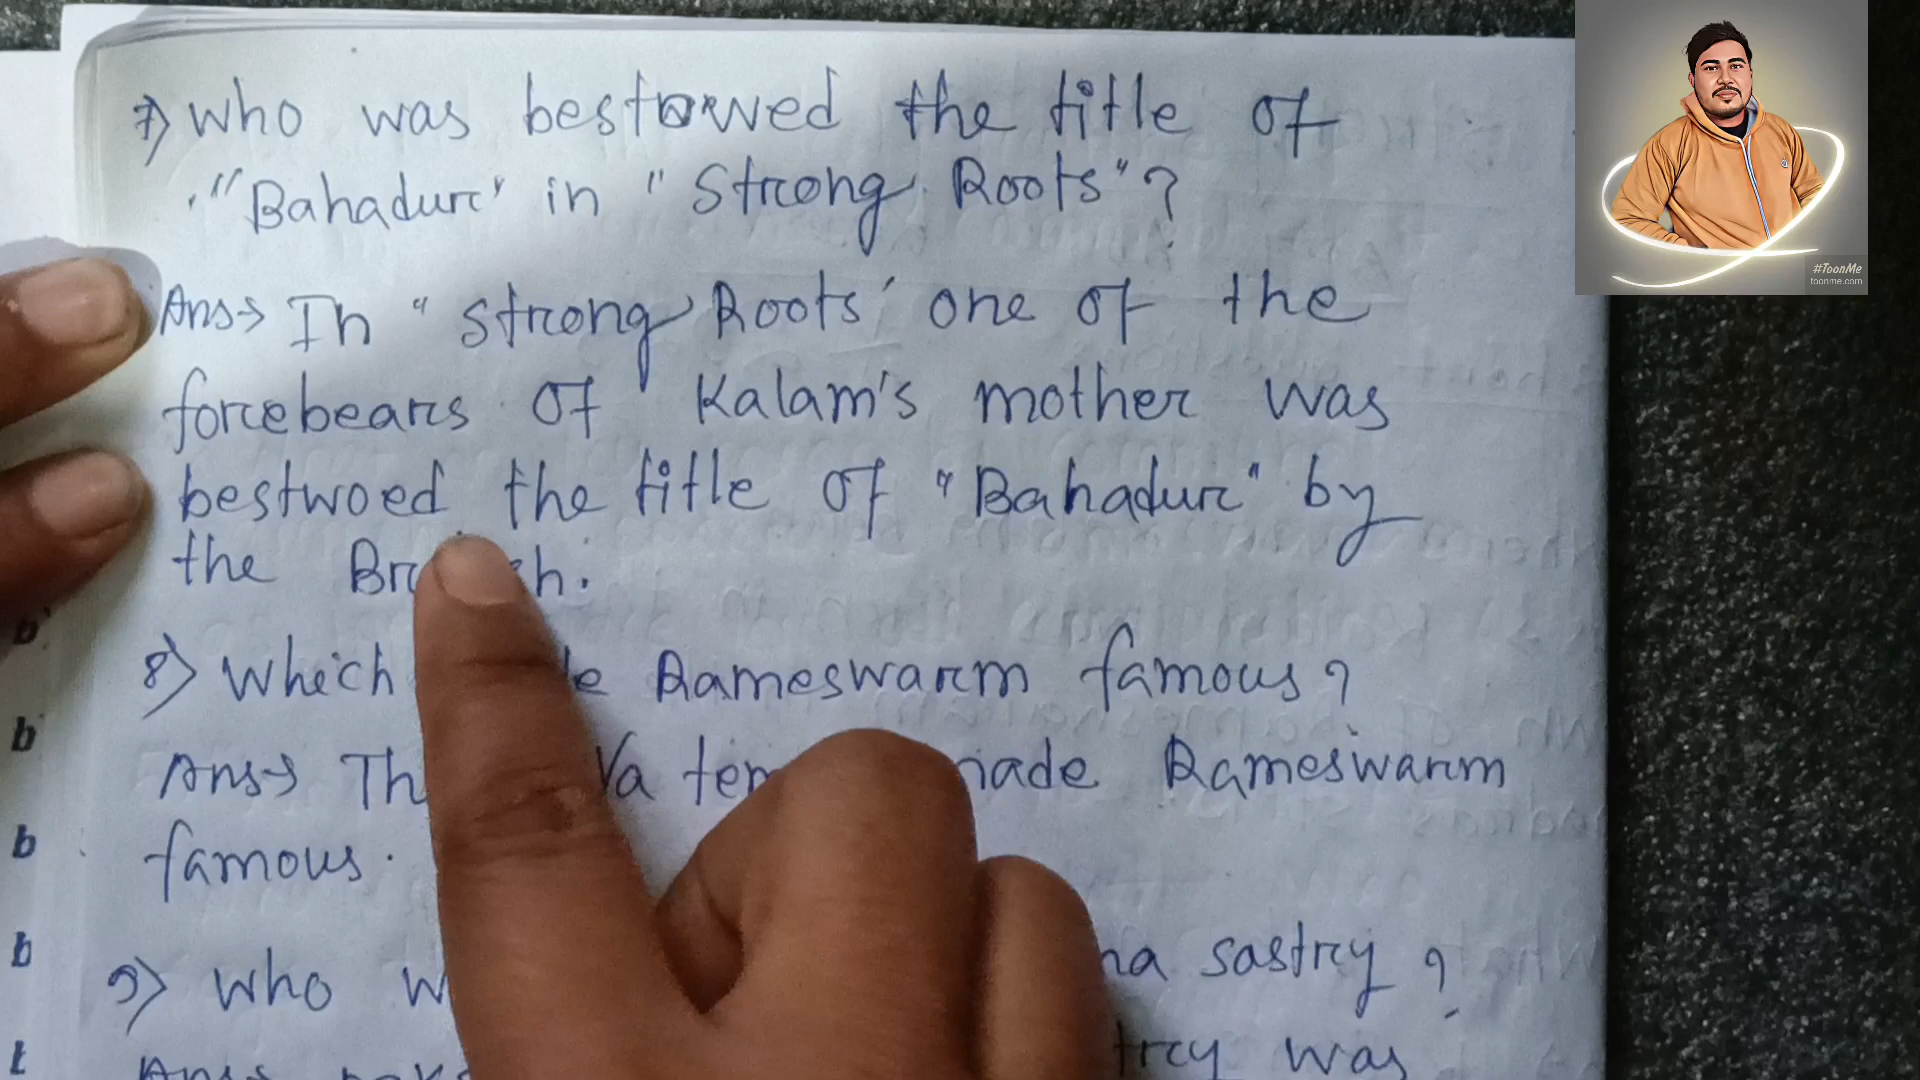 7) Who was bestowed the title of
"Bahadur" in "Strong Roots"?
Ans→ In "Strong Roots' one of the
forebears of Kalam's mother was
bestwoed the title of "Bahadur" by
the
8) Which Rameswarm famous?
Ans→ made Rameswarm
famous.
9) Who sastry?
Ans→ was
#ToonMe
toonme.com
b
b
b
b